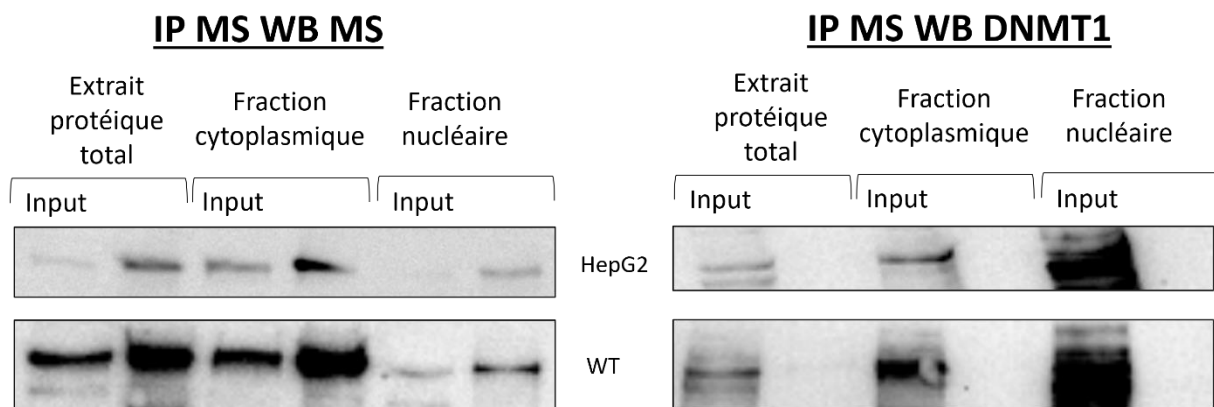 IP MS WB MS
Extrait
protéique
total
Fraction
cytoplasmique
Fraction
nucléaire
Input
Input
Input
IP MS WB DNMT1
Extrait
protéique
total
Fraction
cytoplasmique
Fraction
nucléaire
Input
Input
Input
HepG2
WT